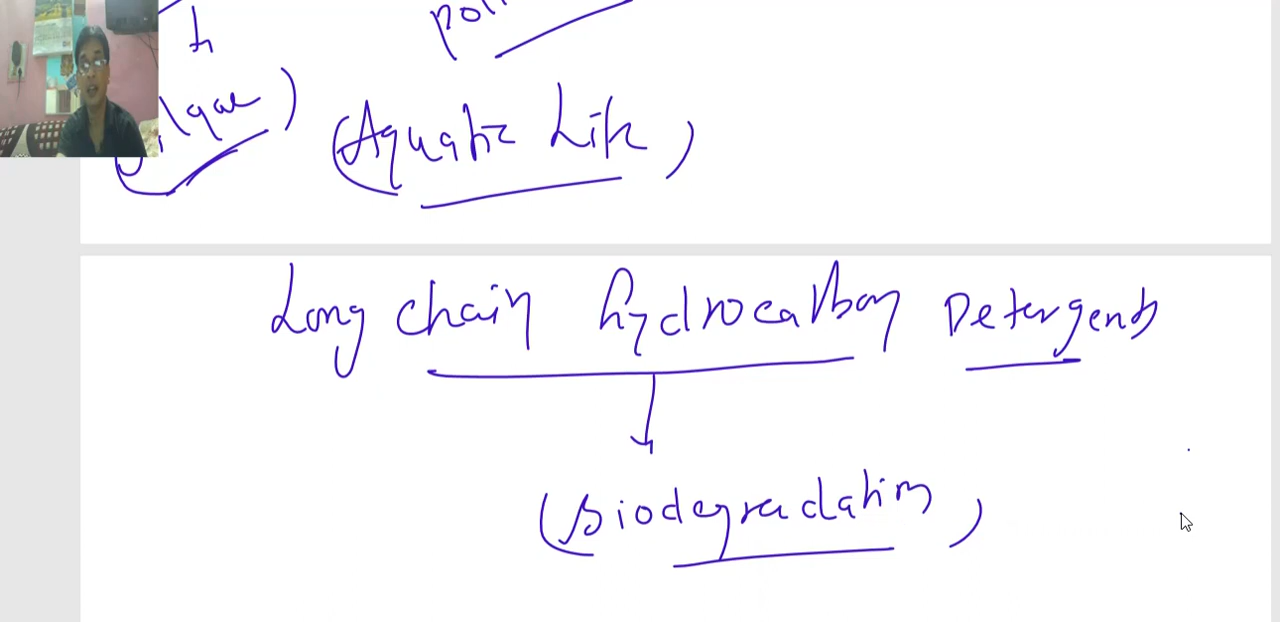 (Aquatic Life)
Long chain hydrocarbon Detergents
(Biodegradation)